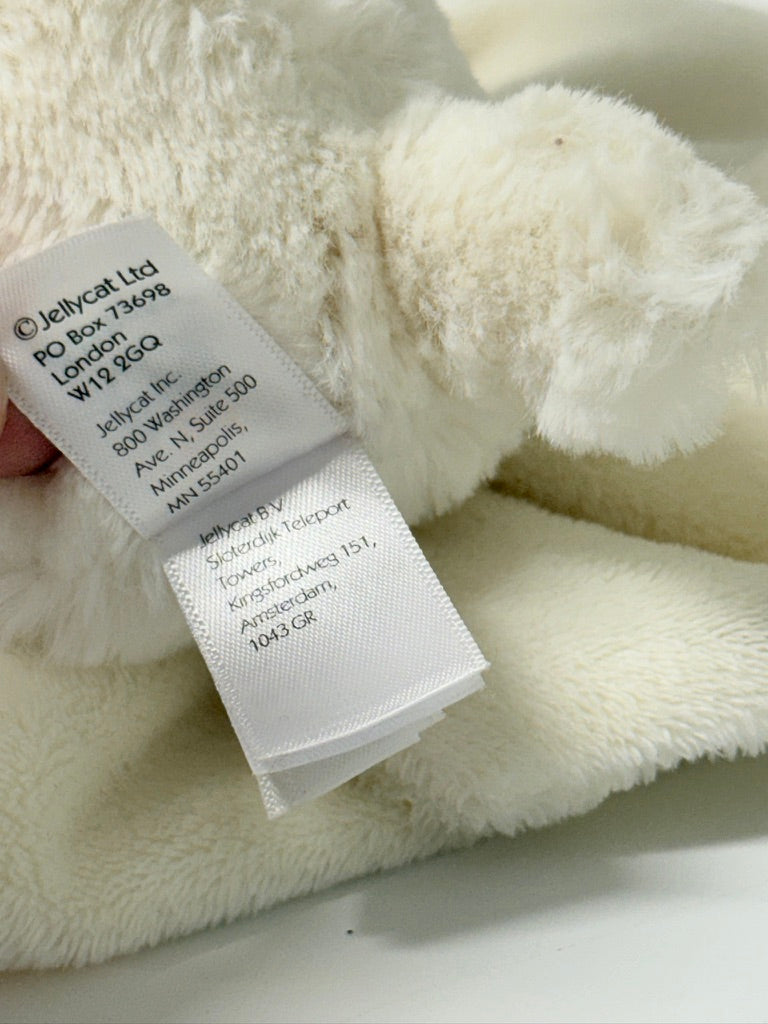 ©Jellycat Ltd
PO Box 73698
London
W12 2GQ
Jellycat Inc.
800 Washington
Ave. N, Suite 500
Minneapolis,
MN 55401
Jellycat B.V
Sloterdijk Teleport
Towers,
Kingsfordweg 151,
Amsterdam,
1043 GR